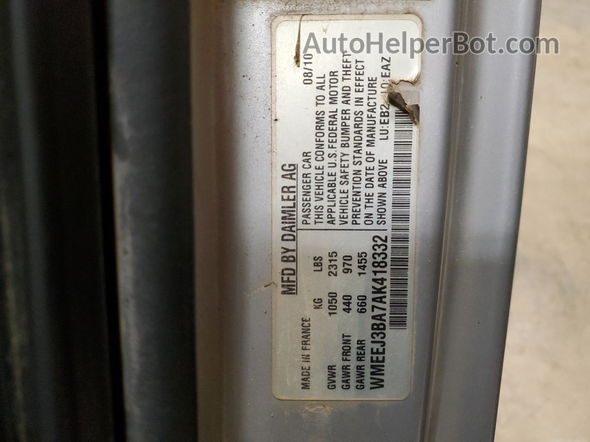 AutoHelperBot.com
MFD BY DAIMLER AG
MADE IN FRANCE
KG LBS
GVWR 1050 2315
GAWR FRONT 440 970
GAWR REAR 660 1455
WMEEJ3BA7AK418332
PASSENGER CAR 08/10
THIS VEHICLE CONFORMS TO ALL
APPLICABLE U.S. FEDERAL MOTOR
VEHICLE SAFETY BUMPER AND THEFT
PREVENTION STANDARDS IN EFFECT
ON THE DATE OF MANUFACTURE
SHOWN ABOVE